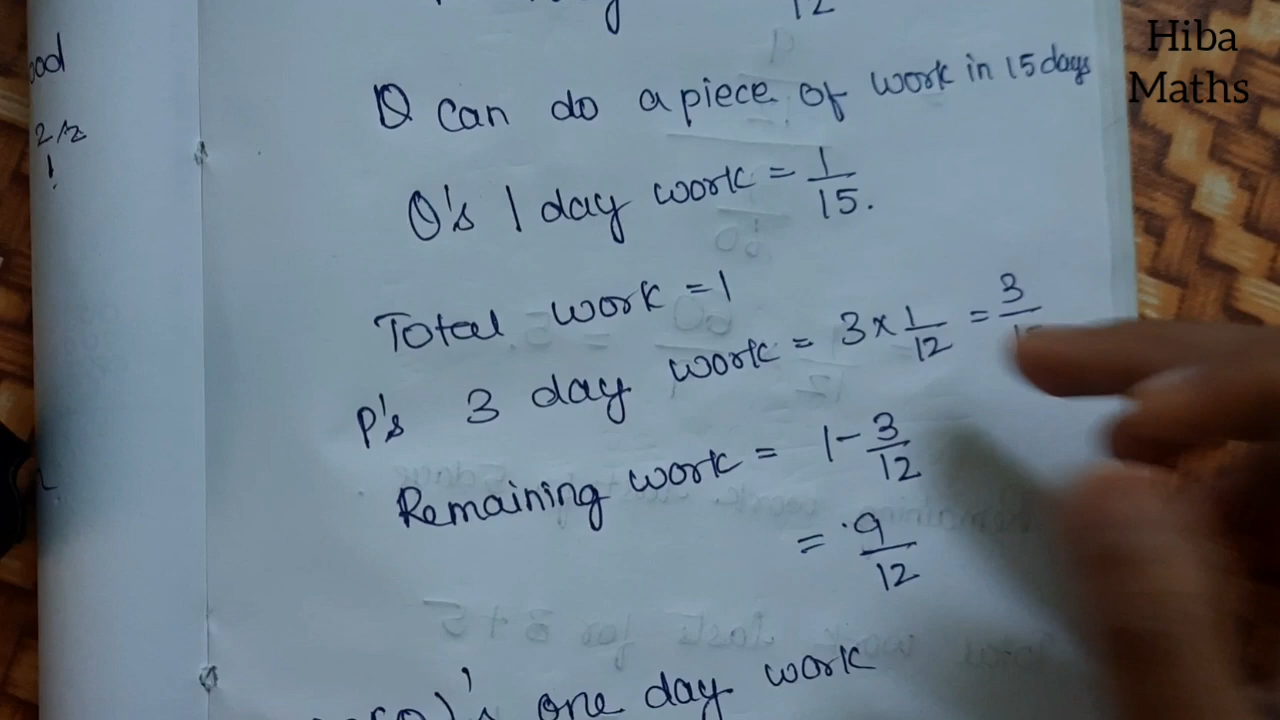 12
Q can do a piece of work in 15 days
Q's 1 day work = 1/15.
Total work = 1
P's 3 day work = 3 × 1/12 = 3/
Remaining work = 1 - 3/12
= 9/12
one day work
Hiba
Maths